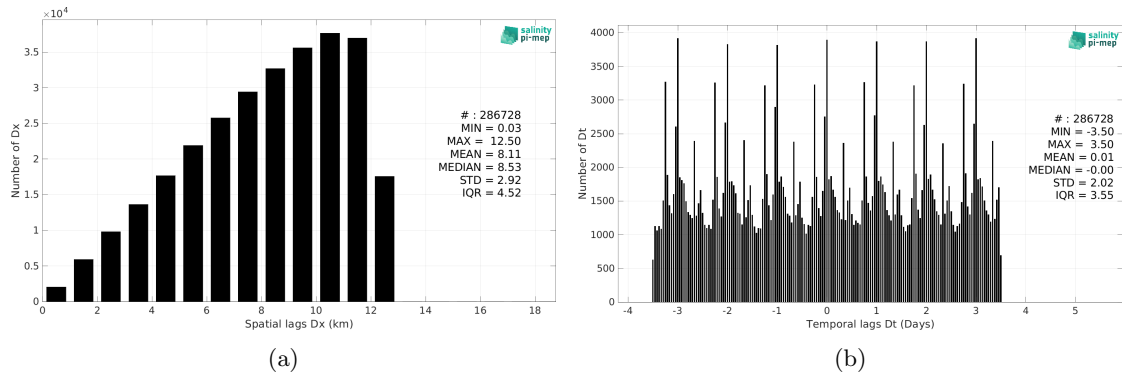 ×10⁴
salinity
pi-mep
3.5
3
2.5
2
1.5
1
0.5
0
Number of Dx
# : 286728
MIN = 0.03
MAX = 12.50
MEAN = 8.11
MEDIAN = 8.53
STD = 2.92
IQR = 4.52
0 2 4 6 8 10 12 14 16 18
Spatial lags Dx (km)
(a)
salinity
pi-mep
4000
3500
3000
2500
2000
1500
1000
500
0
Number of Dt
# : 286728
MIN = -3.50
MAX = 3.50
MEAN = 0.01
MEDIAN = -0.00
STD = 2.02
IQR = 3.55
-4 -3 -2 -1 0 1 2 3 4 5
Temporal lags Dt (Days)
(b)